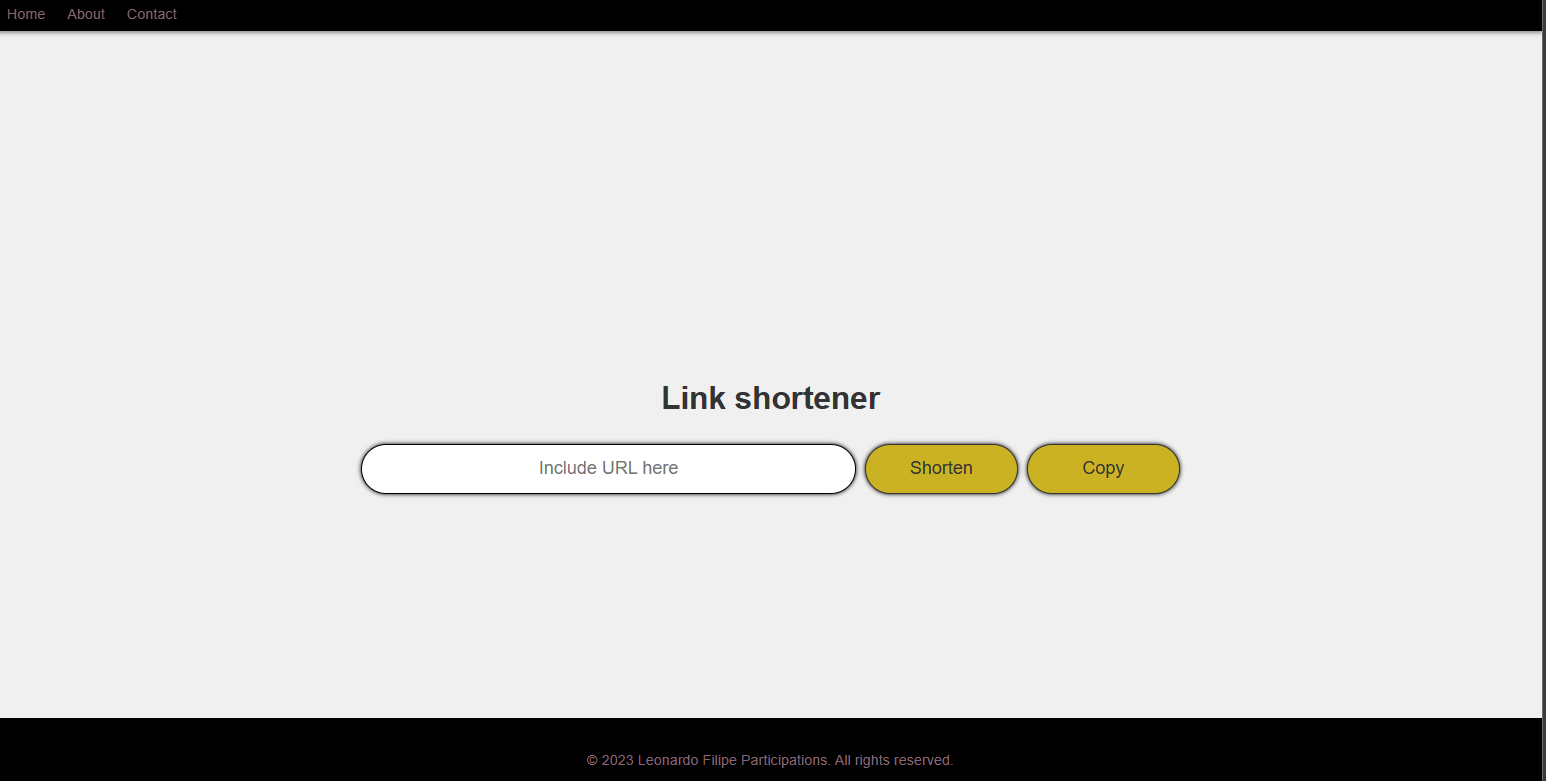 Home About Contact
Link shortener
Include URL here Shorten Copy
© 2023 Leonardo Filipe Participations. All rights reserved.